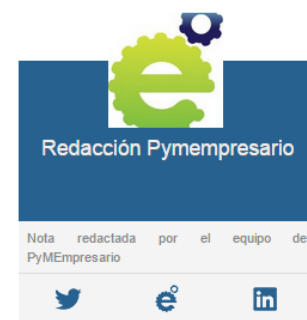 Redacción Pymempresario
Nota redactada por el equipo de
PyMEmpresario